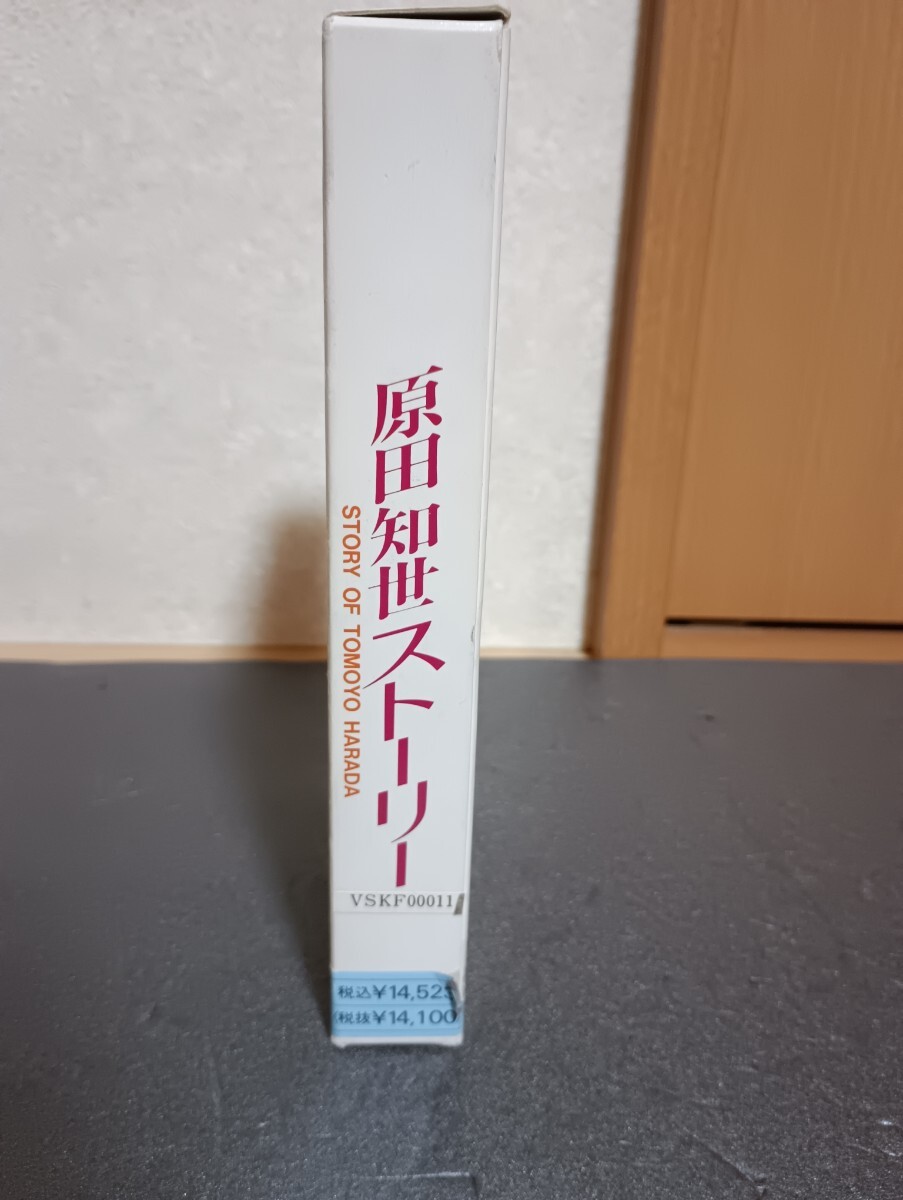 原田知世ストーリー
STORY OF TOMOYO HARADA
VSKF00011
税込¥14,523
(税抜¥14,100